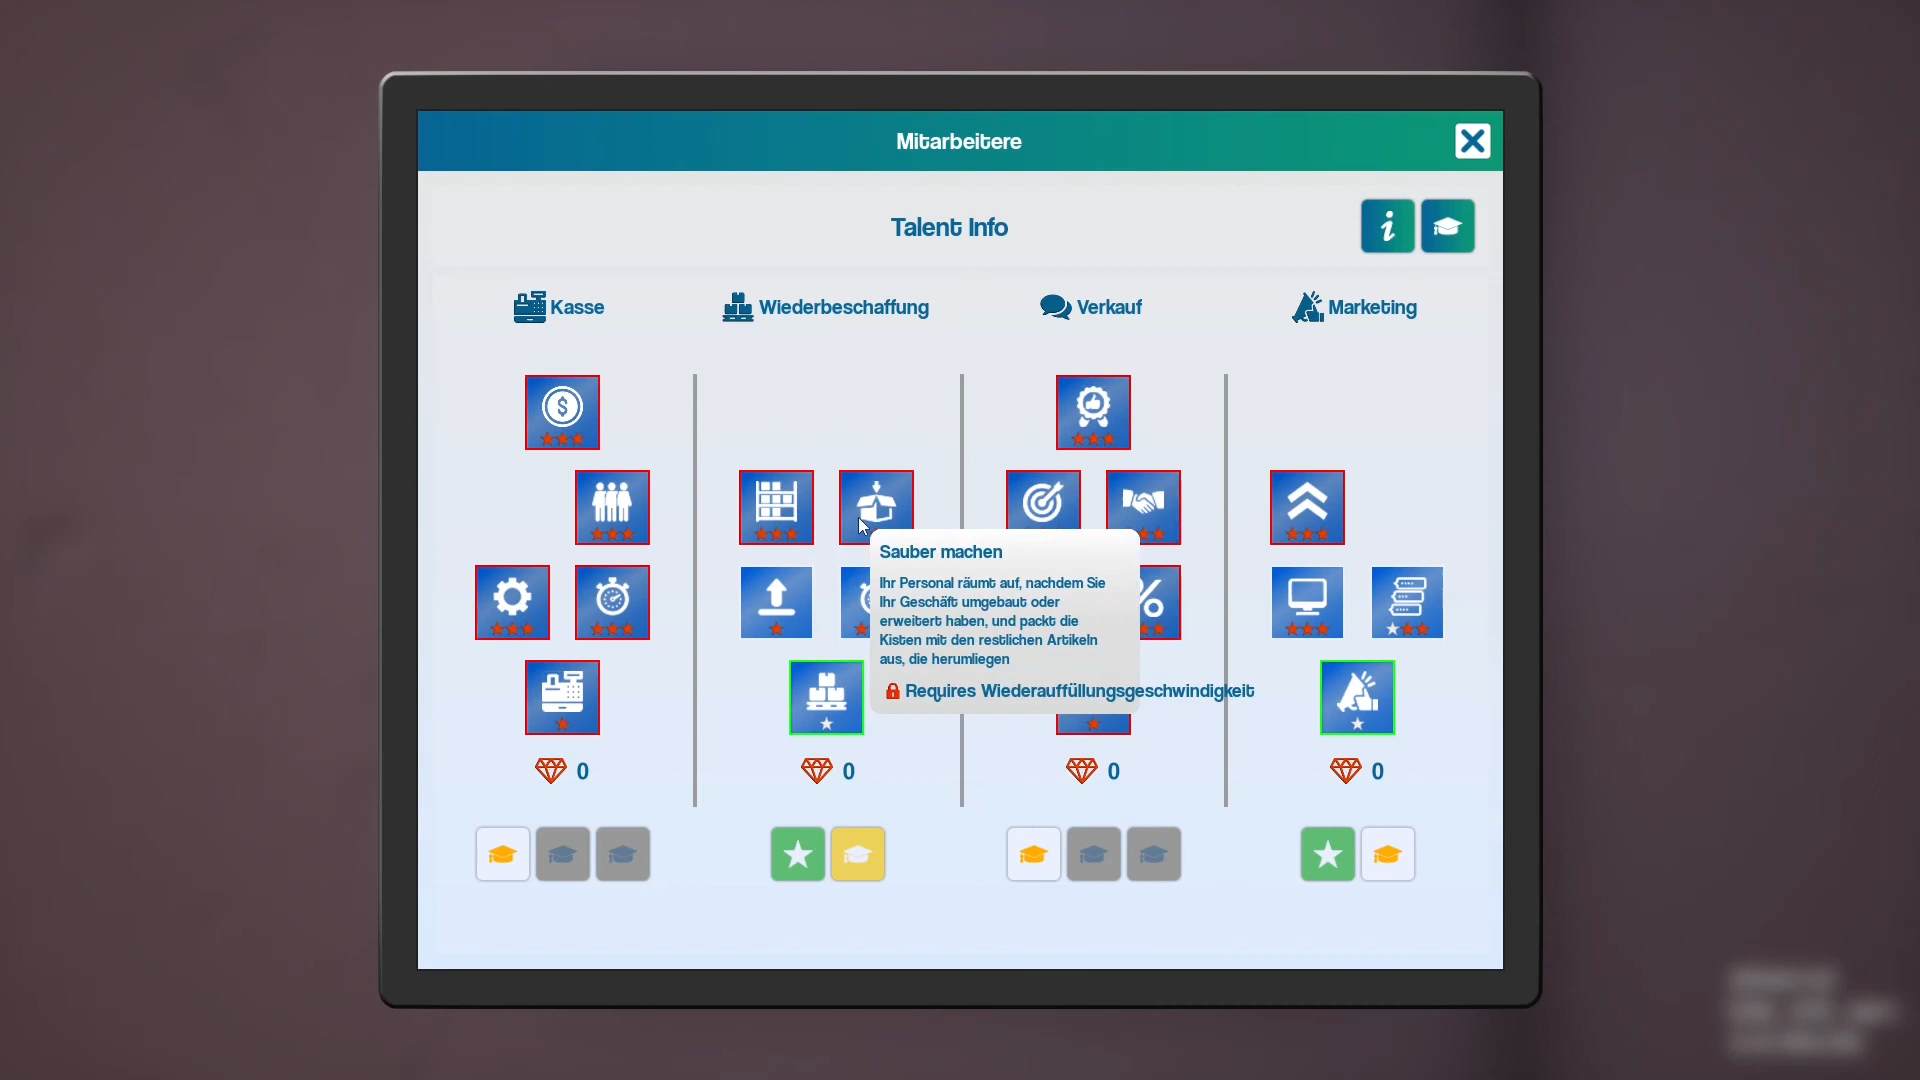 Mitarbeitere
Talent Info
Kasse
Wiederbeschaffung
Verkauf
Marketing
Sauber machen
Ihr Personal räumt auf, nachdem Sie
Ihr Geschäft umgebaut oder
erweitert haben, und packt die
Kisten mit den restlichen Artikeln
aus, die herumliegen
Requires Wiederauffüllungsgeschwindigkeit
0
0
0
0